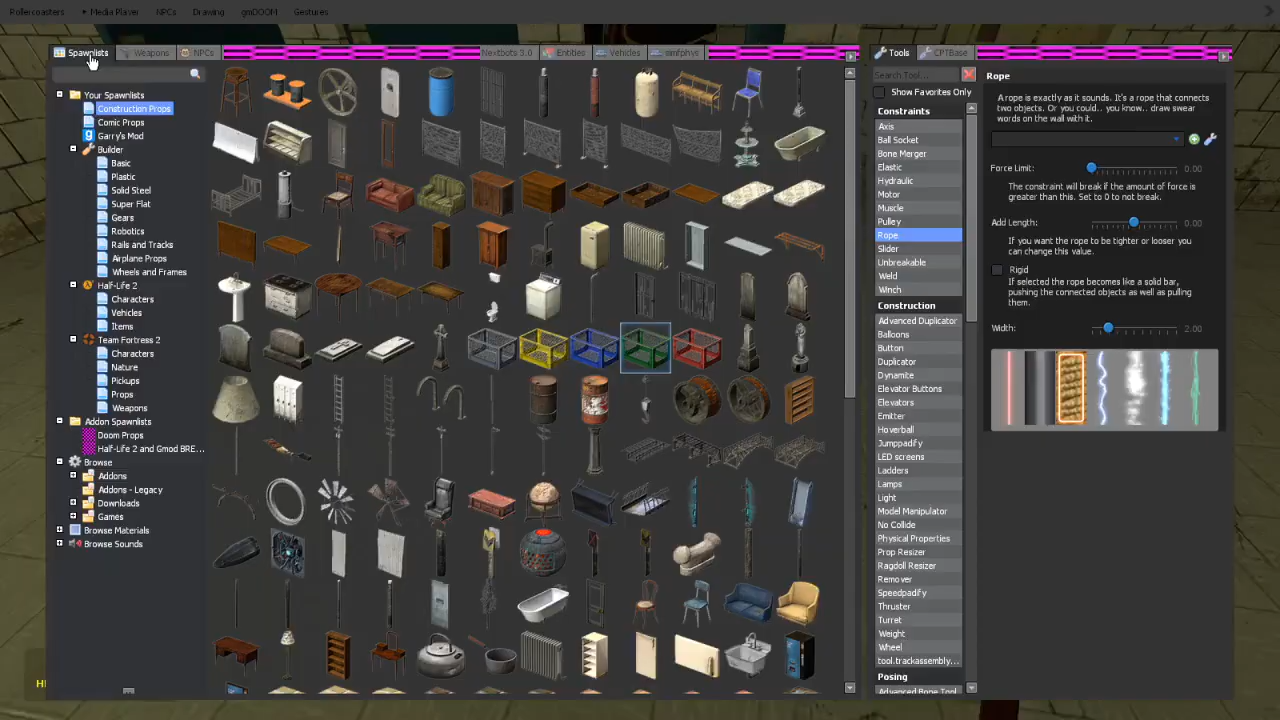 Rollercoasters • Media Player NPCs Drawing gmDOOM Gestures
Spawnlists Weapons NPCs Nextbots 3.0 Entities Vehicles simfphys
Your Spawnlists
Construction Props
Comic Props
Garry's Mod
Builder
Basic
Plastic
Solid Steel
Super Flat
Gears
Robotics
Rails and Tracks
Airplane Props
Wheels and Frames
Half-Life 2
Characters
Vehicles
Items
Team Fortress 2
Characters
Nature
Pickups
Props
Weapons
Addon Spawnlists
Doom Props
Half-Life 2 and Gmod BRE...
Browse
Addons
Addons - Legacy
Downloads
Games
Browse Materials
Browse Sounds
Tools CPTBase
Search Tool...
Show Favorites Only
Constraints
Axis
Ball Socket
Bone Merger
Elastic
Hydraulic
Motor
Muscle
Pulley
Rope
Slider
Unbreakable
Weld
Winch
Construction
Advanced Duplicator
Balloons
Button
Duplicator
Dynamite
Elevator Buttons
Elevators
Emitter
Hoverball
Jumppadify
LED screens
Ladders
Lamps
Light
Model Manipulator
No Collide
Physical Properties
Prop Resizer
Ragdoll Resizer
Remover
Speedpadify
Thruster
Turret
Weight
Wheel
tool.trackassembly...
Posing
Advanced Bone Tool
Rope
A rope is exactly as it sounds. It's a rope that connects
two objects. Or you could.. you know.. draw swear
words on the wall with it.
Force Limit: 0.00
The constraint will break if the amount of force is
greater than this. Set to 0 to not break.
Add Length: 0.00
If you want the rope to be tighter or looser you
can change this value.
Rigid
If selected the rope becomes like a solid bar,
pushing the connected objects as well as pulling
them.
Width: 2.00